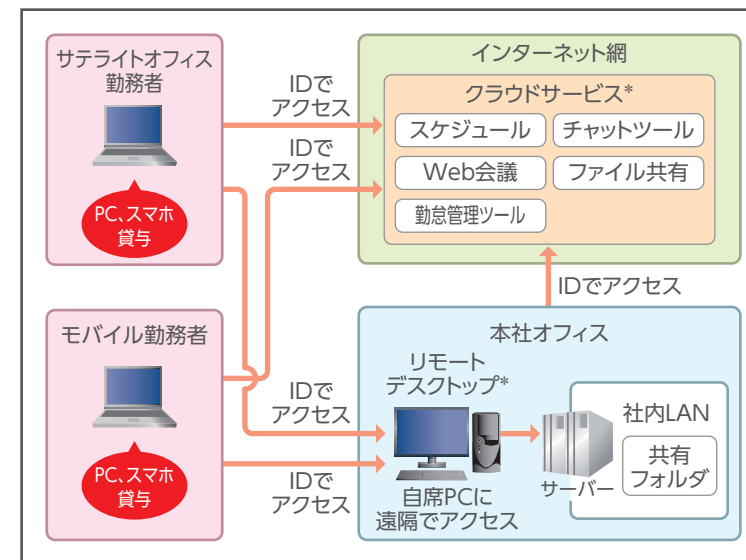 サテライトオフィス
勤務者
PC、スマホ
貸与
IDで
アクセス
IDで
アクセス
インターネット網
クラウドサービス*
スケジュール
チャットツール
Web会議
ファイル共有
勤怠管理ツール
IDでアクセス
モバイル勤務者
PC、スマホ
貸与
IDで
アクセス
IDで
アクセス
本社オフィス
リモート
デスクトップ*
自席PCに
遠隔でアクセス
サーバー
社内LAN
共有
フォルダ